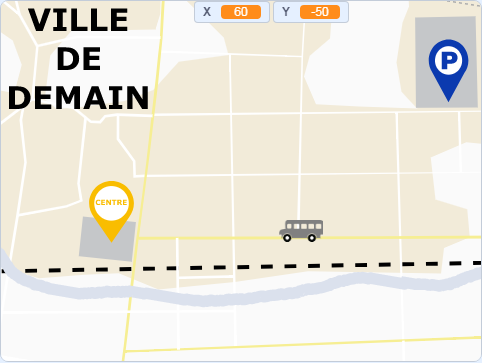 X 60 Y -50
VILLE
DE
DEMAIN
P
CENTRE